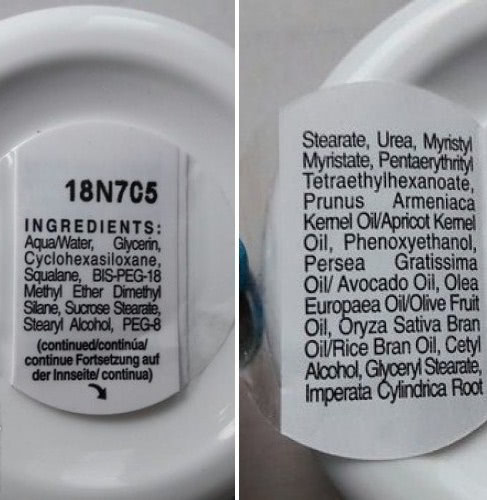 18N7C5
INGREDIENTS:
Aqua/Water, Glycerin,
Cyclohexasiloxane,
Squalane, BIS-PEG-18
Methyl Ether Dimethyl
Silane, Sucrose Stearate,
Stearyl Alcohol, PEG-8
(continued/continúa/
continue Fortsetzung auf
der Innseite/ continua)
Stearate, Urea, Myristyl
Myristate, Pentaerythrityl
Tetraethylhexanoate,
Prunus Armeniaca
Kernel Oil/Apricot Kernel
Oil, Phenoxyethanol,
Persea Gratissima
Oil/ Avocado Oil, Olea
Europaea Oil/Olive Fruit
Oil, Oryza Sativa Bran
Oil/Rice Bran Oil, Cetyl
Alcohol, Glyceryl Stearate,
Imperata Cylindrica Root